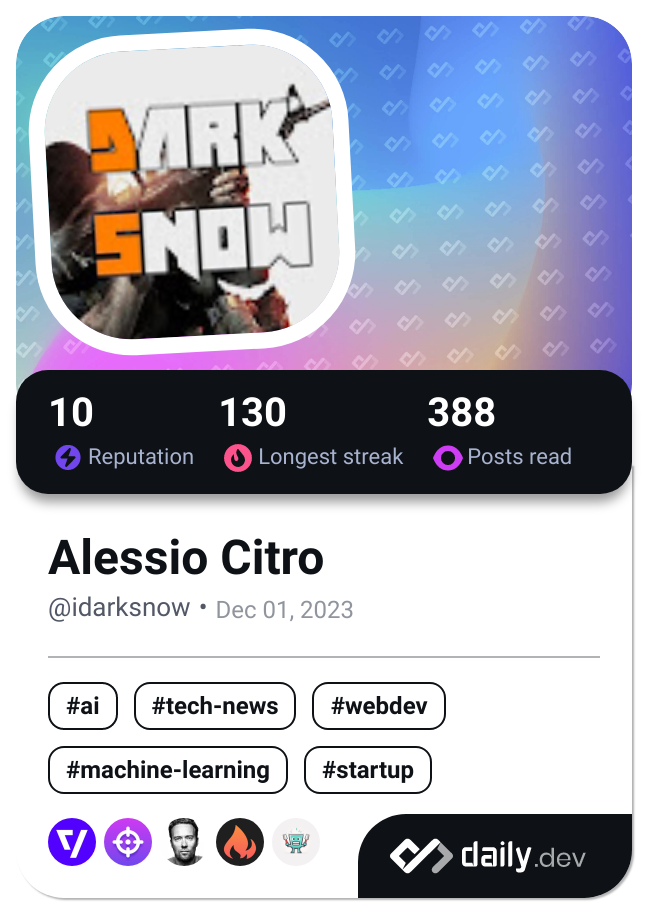 DARK
SNOW
10 130 388
Reputation Longest streak Posts read
Alessio Citro
@idarksnow • Dec 01, 2023
#ai #tech-news #webdev
#machine-learning #startup
daily.dev